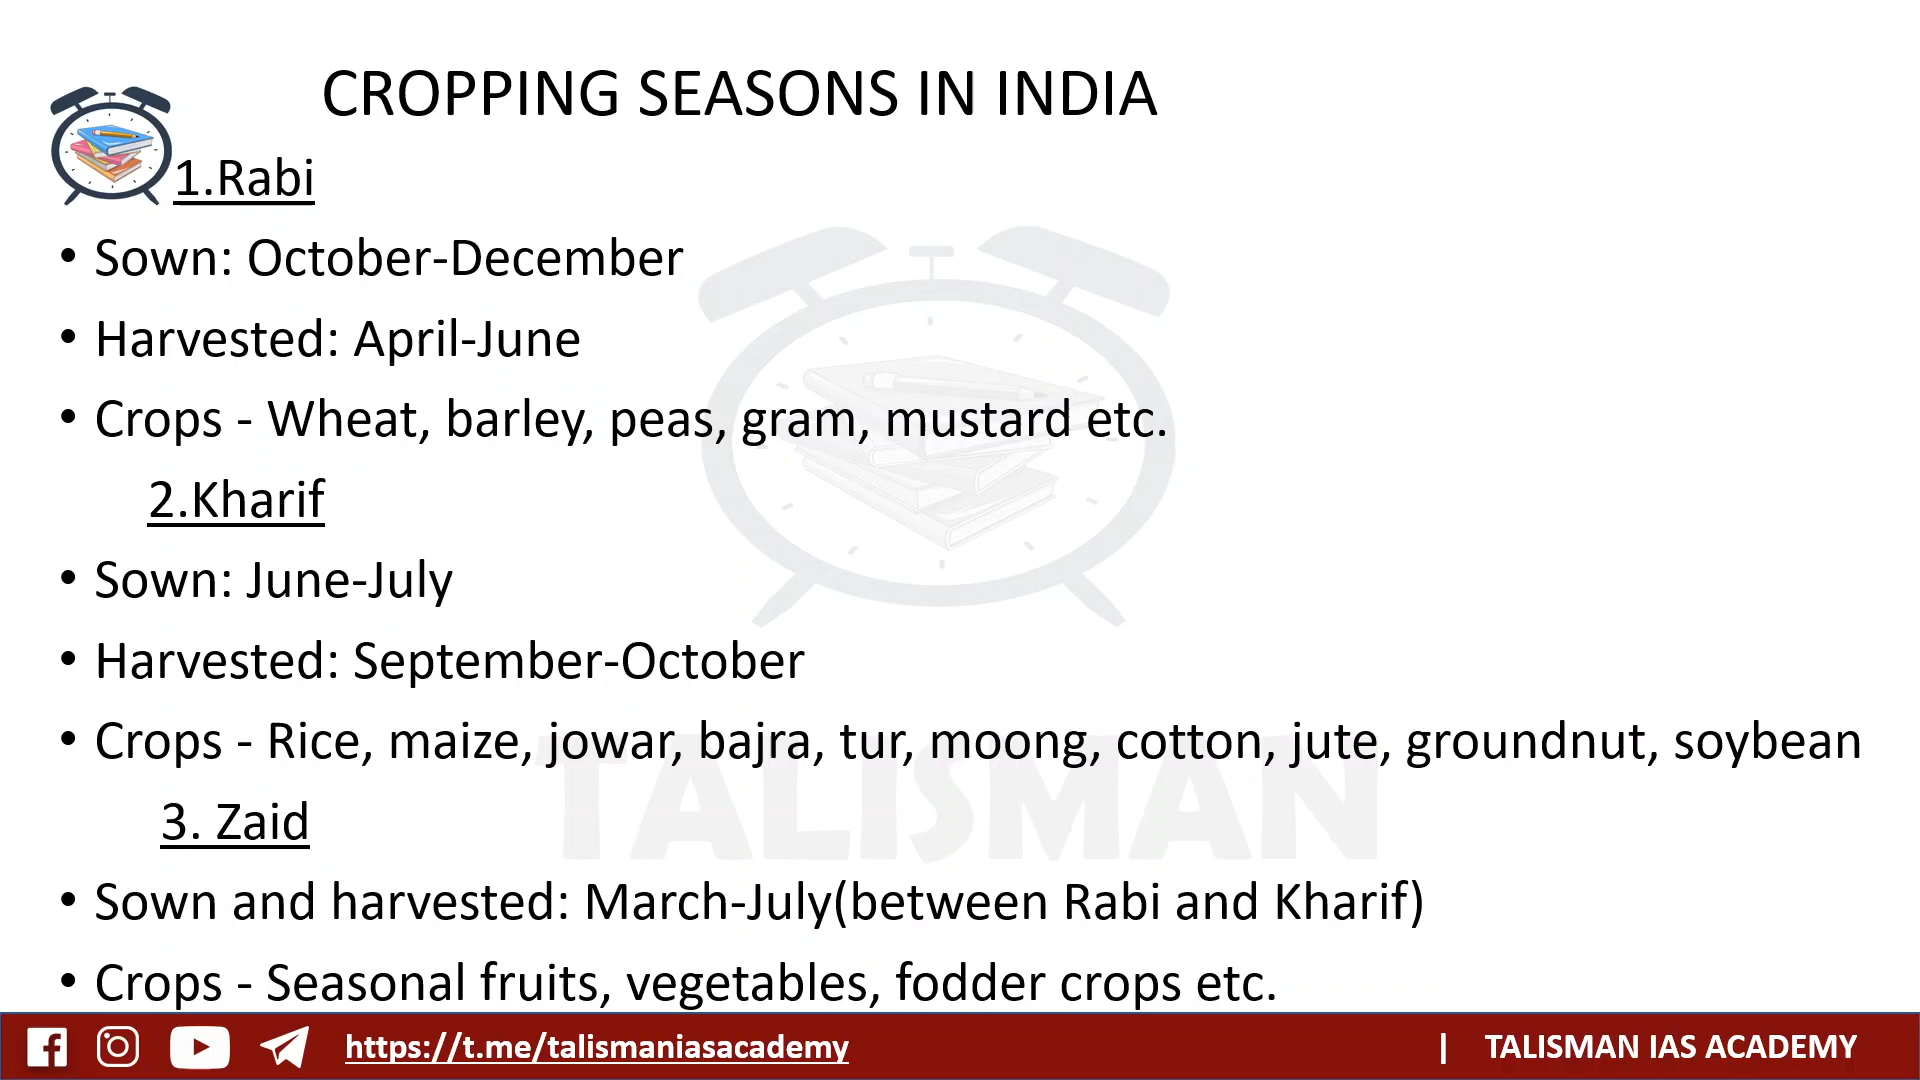 CROPPING SEASONS IN INDIA
1.Rabi
• Sown: October-December
• Harvested: April-June
• Crops - Wheat, barley, peas, gram, mustard etc.
2.Kharif
• Sown: June-July
• Harvested: September-October
• Crops - Rice, maize, jowar, bajra, tur, moong, cotton, jute, groundnut, soybean
3. Zaid
• Sown and harvested: March-July(between Rabi and Kharif)
• Crops - Seasonal fruits, vegetables, fodder crops etc.
TALISMAN
https://t.me/talismaniasacademy
| TALISMAN IAS ACADEMY